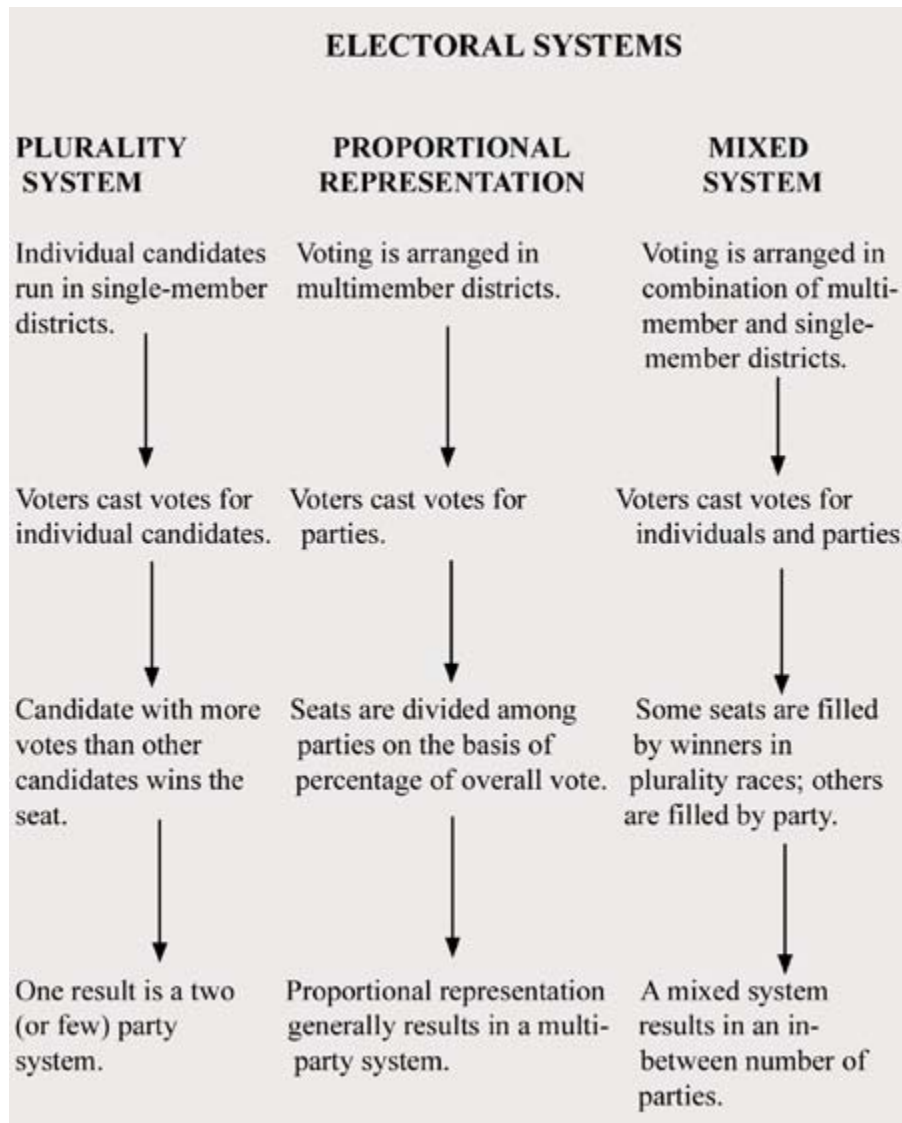 ELECTORAL SYSTEMS
PLURALITY
SYSTEM
Individual candidates
run in single-member
districts.
Voters cast votes for
individual candidates.
Candidate with more
votes than other
candidates wins the
seat.
One result is a two
(or few) party
system.
PROPORTIONAL
REPRESENTATION
Voting is arranged in
multimember districts.
Voters cast votes for
parties.
Seats are divided among
parties on the basis of
percentage of overall vote.
Proportional representation
generally results in a multi-
party system.
MIXED
SYSTEM
Voting is arranged in
combination of multi-
member and single-
member districts.
Voters cast votes for
individuals and parties
Some seats are filled
by winners in
plurality races; others
are filled by party.
A mixed system
results in an in-
between number of
parties.